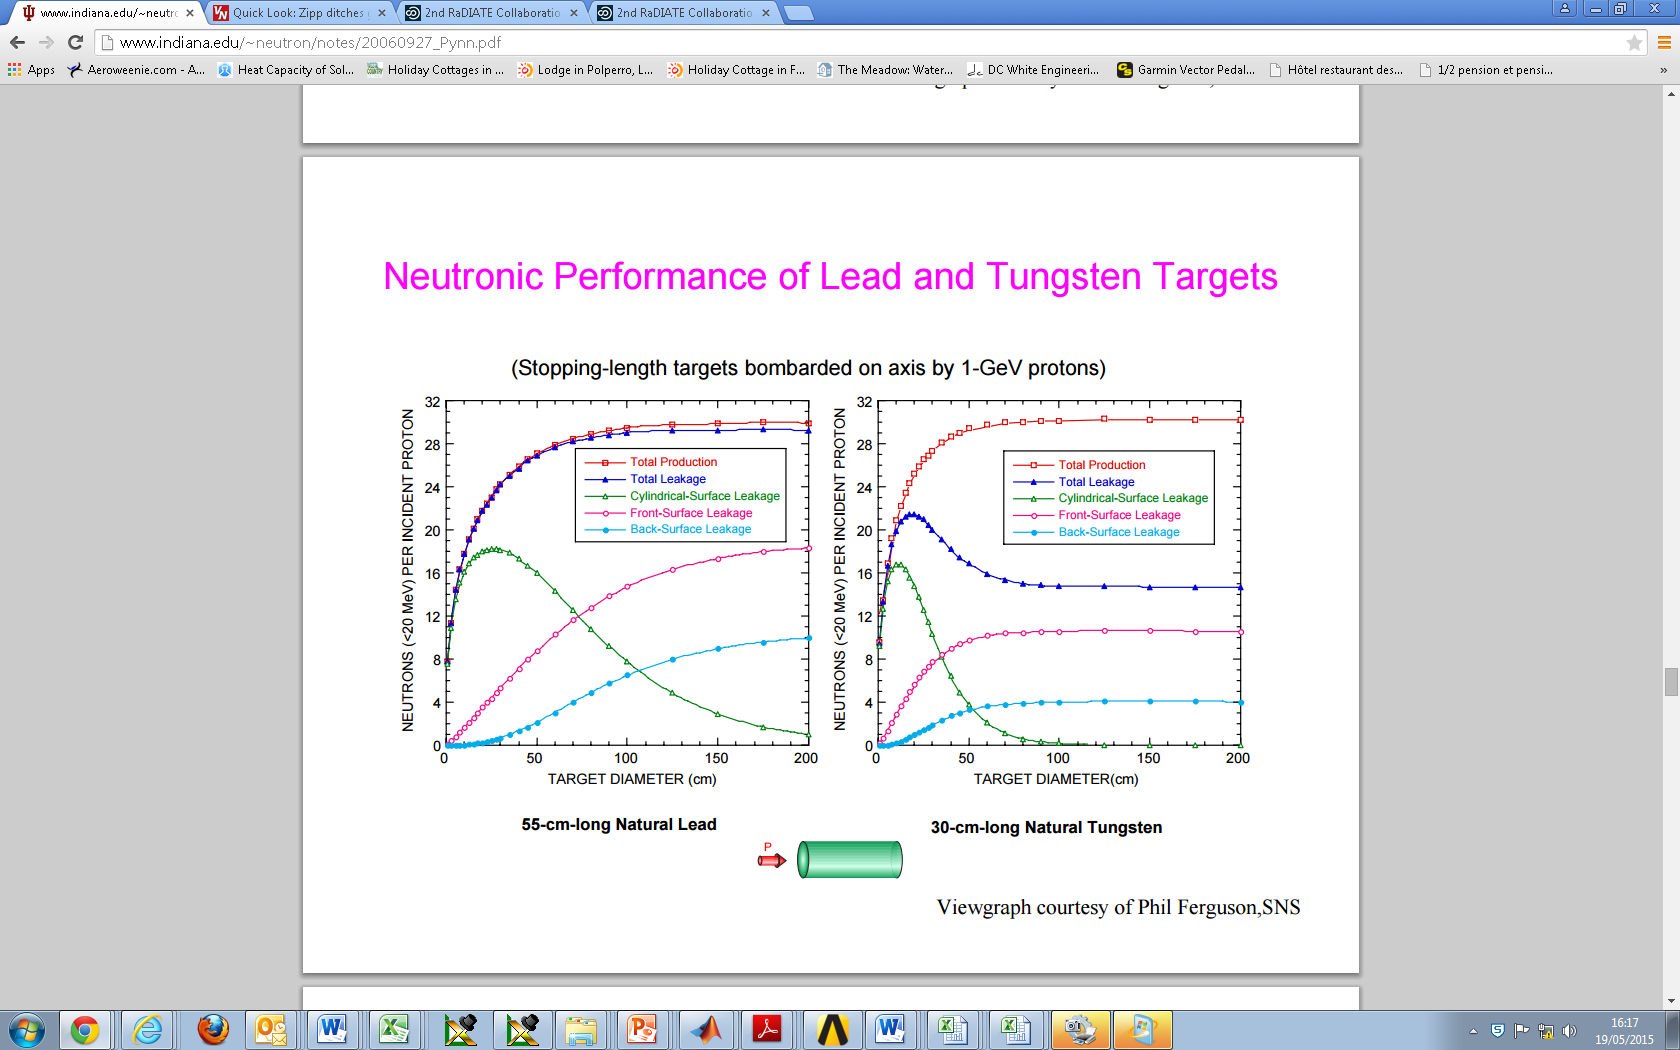 www.indiana.edu/~neutr
Quick Look: Zipp ditches
2nd RaDIATE Collaboratio
2nd RaDIATE Collaboratio
www.indiana.edu/~neutron/notes/20060927_Pynn.pdf
Apps
Aeroweenie.com - A...
Heat Capacity of Sol...
Holiday Cottages in ...
Lodge in Polperro, L...
Holiday Cottage in F...
The Meadow: Water...
DC White Engineeri...
Garmin Vector Pedal...
Hôtel restaurant des...
1/2 pension et pensi...
»
Neutronic Performance of Lead and Tungsten Targets
(Stopping-length targets bombarded on axis by 1-GeV protons)
NEUTRONS (<20 MeV) PER INCIDENT PROTON
32
28
24
20
16
12
8
4
0
Total Production
Total Leakage
Cylindrical-Surface Leakage
Front-Surface Leakage
Back-Surface Leakage
0 50 100 150 200
TARGET DIAMETER (cm)
55-cm-long Natural Lead
NEUTRONS (<20 MeV) PER INCIDENT PROTON
32
28
24
20
16
12
8
4
0
Total Production
Total Leakage
Cylindrical-Surface Leakage
Front-Surface Leakage
Back-Surface Leakage
0 50 100 150 200
TARGET DIAMETER(cm)
30-cm-long Natural Tungsten
P
Viewgraph courtesy of Phil Ferguson,SNS
16:17
19/05/2015